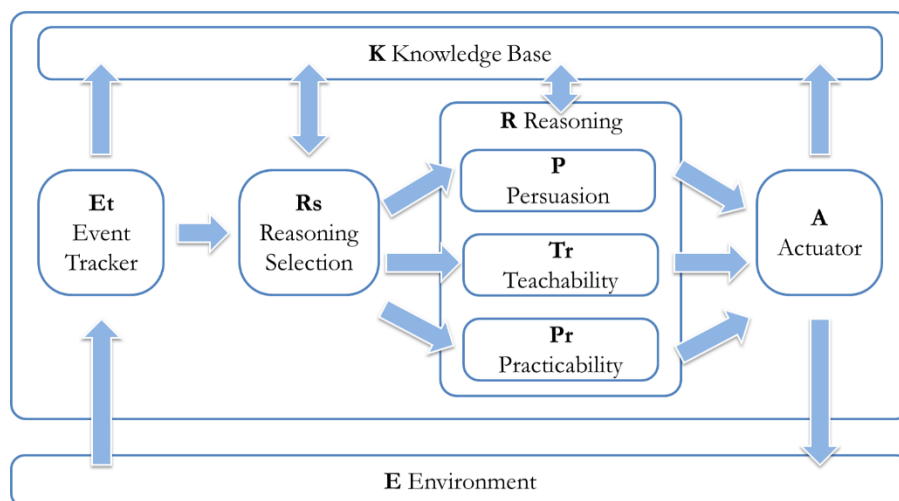 K Knowledge Base
Et
Event
Tracker
Rs
Reasoning
Selection
R Reasoning
P
Persuasion
Tr
Teachability
Pr
Practicability
A
Actuator
E Environment